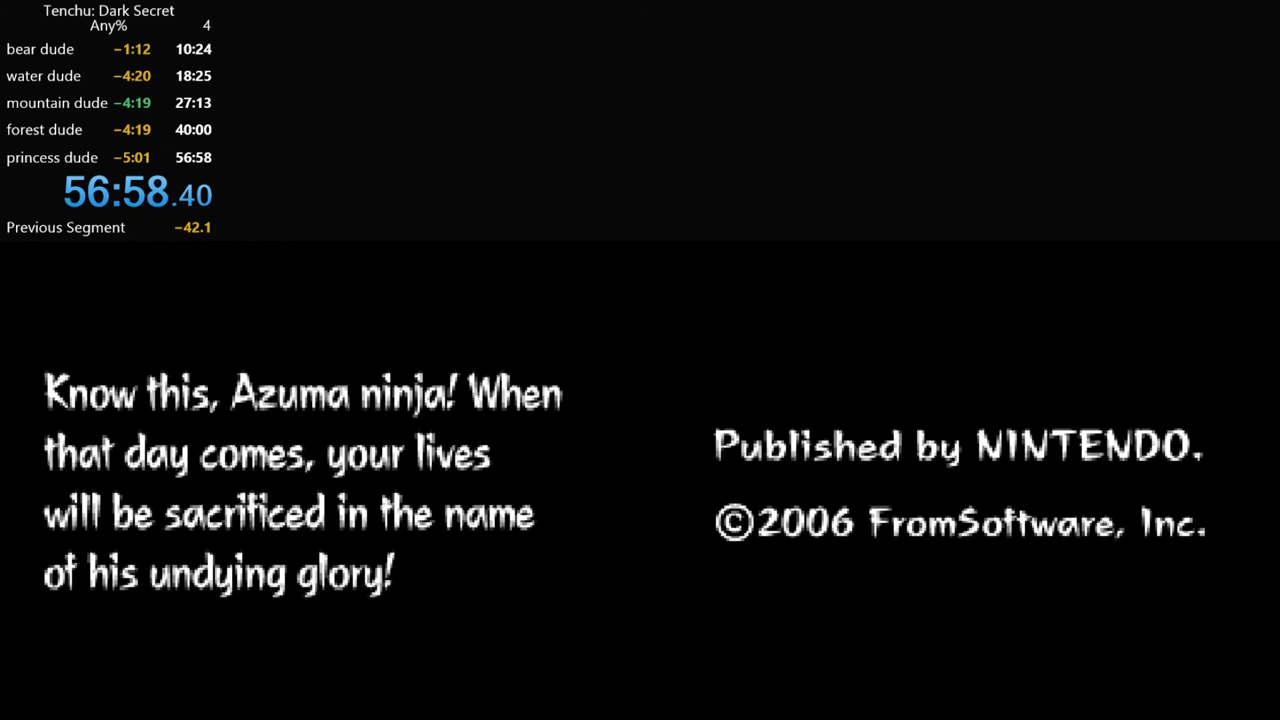 Tenchu: Dark Secret
Any% 4
bear dude −1:12 10:24
water dude −4:20 18:25
mountain dude −4:19 27:13
forest dude −4:19 40:00
princess dude −5:01 56:58
56:58.40
Previous Segment −42.1
Know this, Azuma ninja! When
that day comes, your lives
will be sacrificed in the name
of his undying glory!
Published by NINTENDO.
©2006 FromSoftware, Inc.